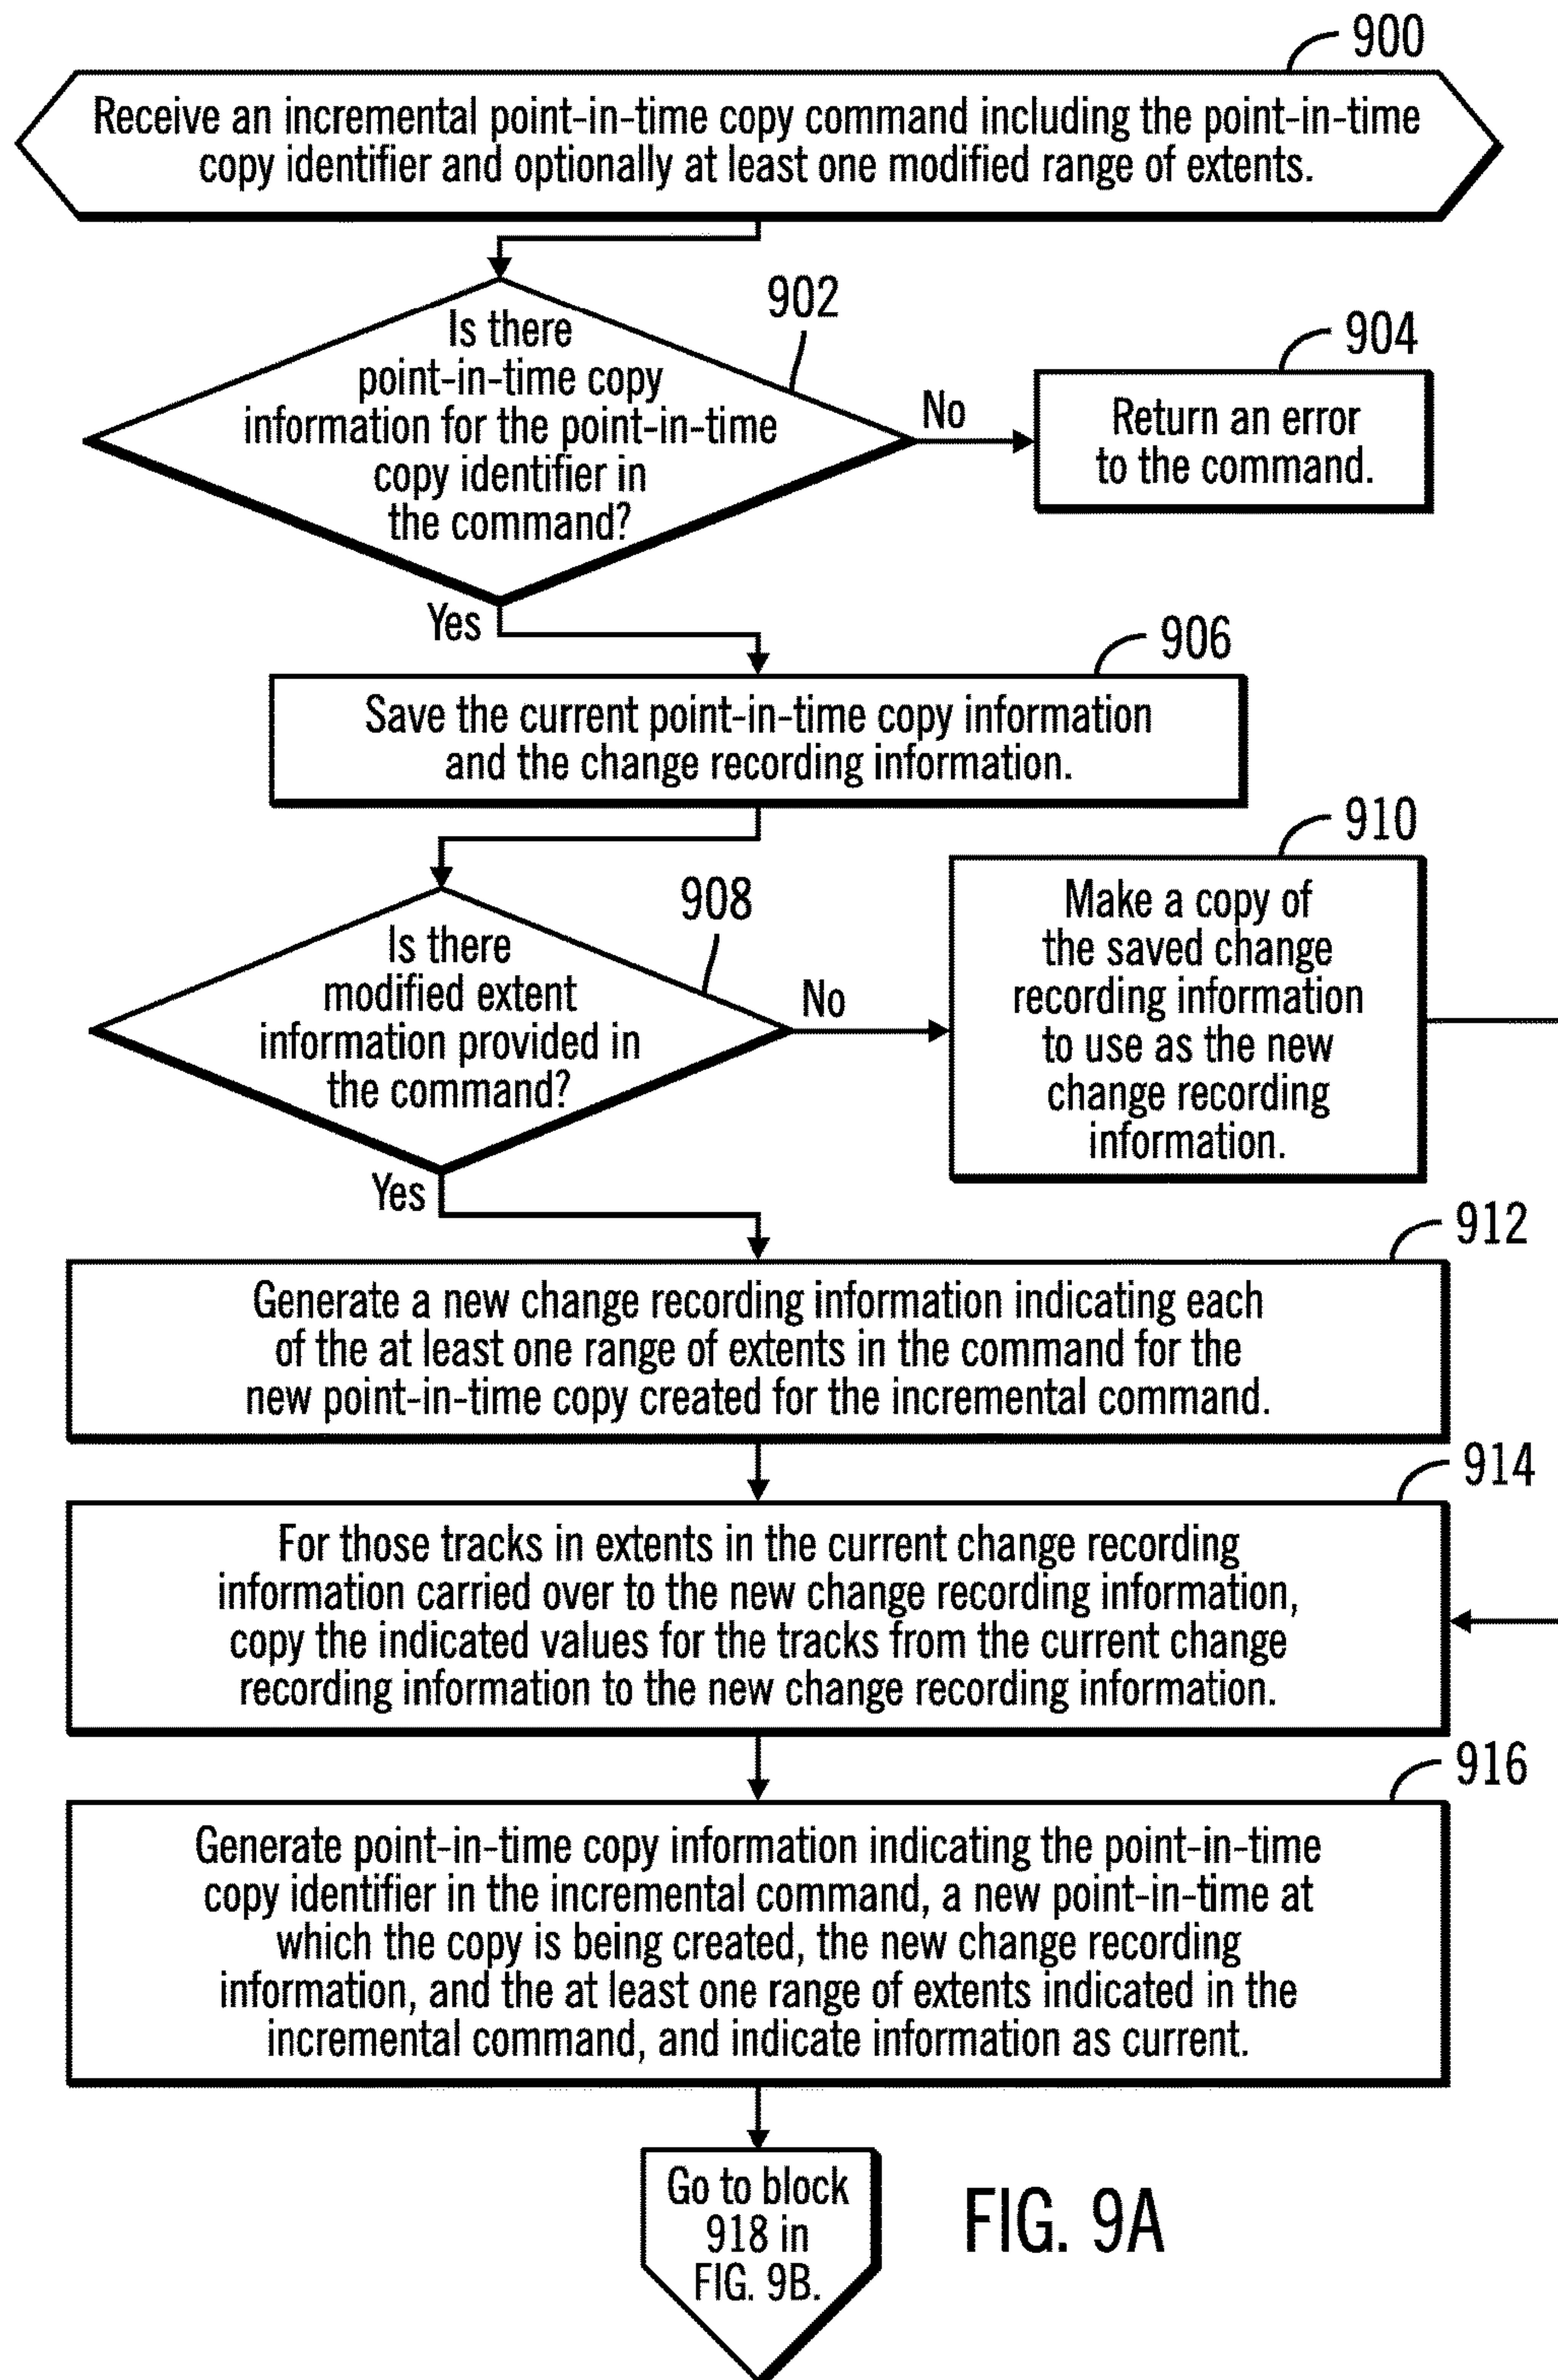 900
Receive an incremental point-in-time copy command including the point-in-time
copy identifier and optionally at least one modified range of extents.
902
Is there
point-in-time copy
information for the point-in-time
copy identifier in
the command?
No
904
Return an error
to the command.
Yes
906
Save the current point-in-time copy information
and the change recording information.
908
Is there
modified extent
information provided in
the command?
No
910
Make a copy of
the saved change
recording information
to use as the new
change recording
information.
Yes
912
Generate a new change recording information indicating each
of the at least one range of extents in the command for the
new point-in-time copy created for the incremental command.
914
For those tracks in extents in the current change recording
information carried over to the new change recording information,
copy the indicated values for the tracks from the current change
recording information to the new change recording information.
916
Generate point-in-time copy information indicating the point-in-time
copy identifier in the incremental command, a new point-in-time at
which the copy is being created, the new change recording
information, and the at least one range of extents indicated in the
incremental command, and indicate information as current.
Go to block
918 in
FIG. 9B.
FIG. 9A